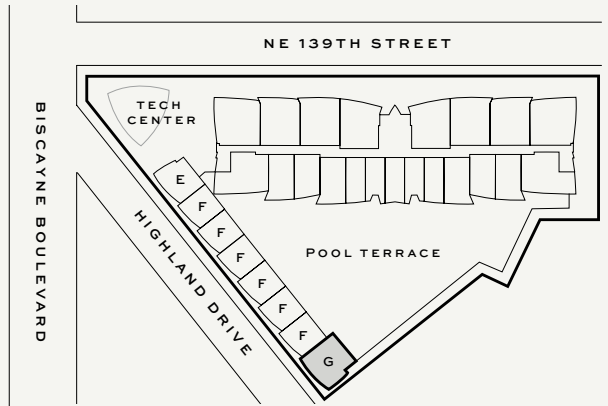 NE 139TH STREET
BISCAYNE BOULEVARD
TECH
CENTER
E
F
F
F
F
F
F
G
HIGHLAND DRIVE
POOL TERRACE